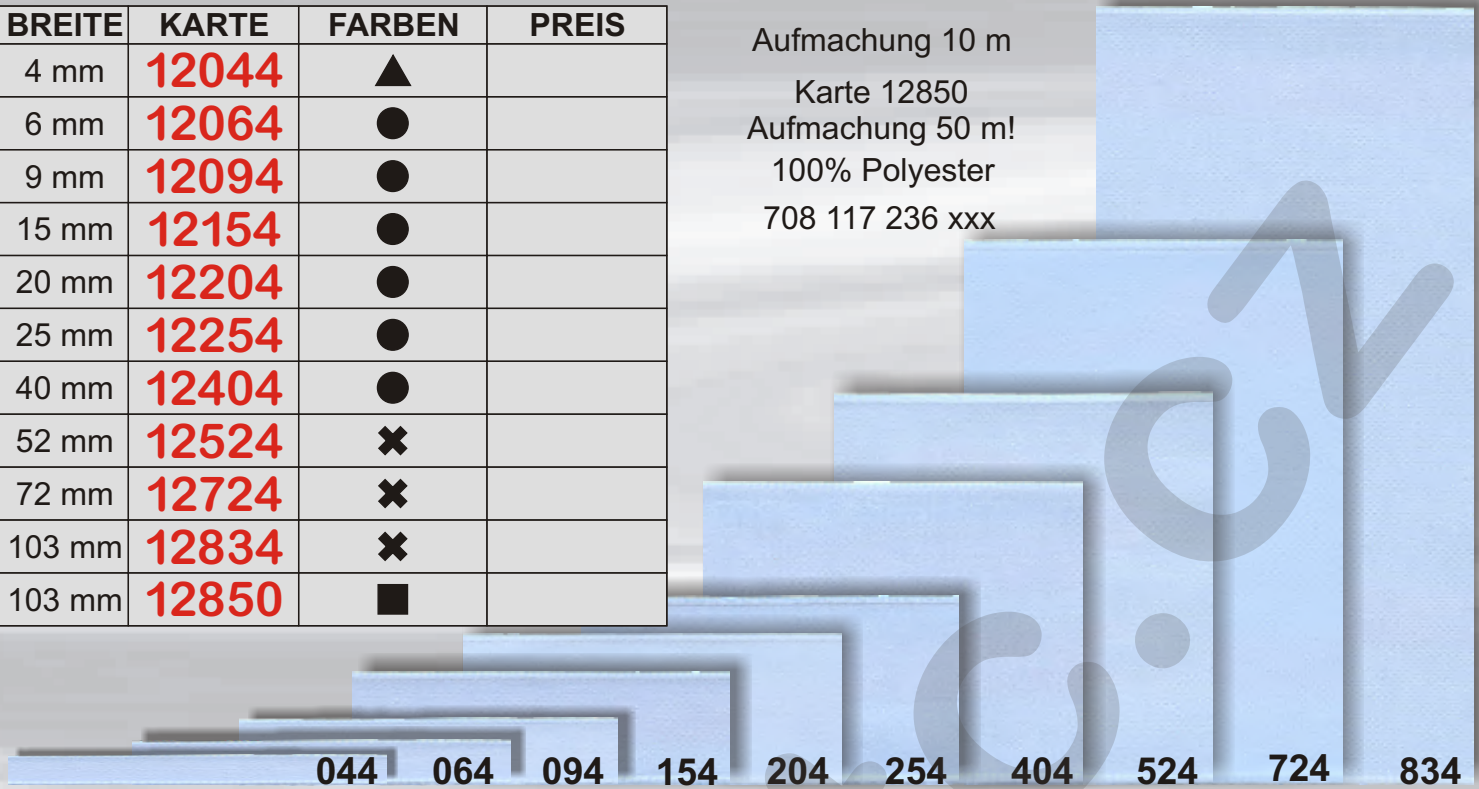 BREITE KARTE FARBEN PREIS
4 mm 12044 ▲
6 mm 12064 ●
9 mm 12094 ●
15 mm 12154 ●
20 mm 12204 ●
25 mm 12254 ●
40 mm 12404 ●
52 mm 12524 ✖
72 mm 12724 ✖
103 mm 12834 ✖
103 mm 12850 ■
Aufmachung 10 m
Karte 12850
Aufmachung 50 m!
100% Polyester
708 117 236 xxx
044 064 094 154 204 254 404 524 724 834